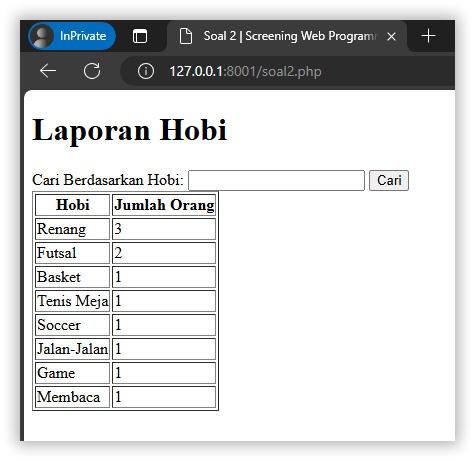 InPrivate
Soal 2 | Screening Web Programm
127.0.0.1:8001/soal2.php
Laporan Hobi
Cari Berdasarkan Hobi: Cari
Hobi Jumlah Orang
Renang 3
Futsal 2
Basket 1
Tenis Meja 1
Soccer 1
Jalan-Jalan 1
Game 1
Membaca 1